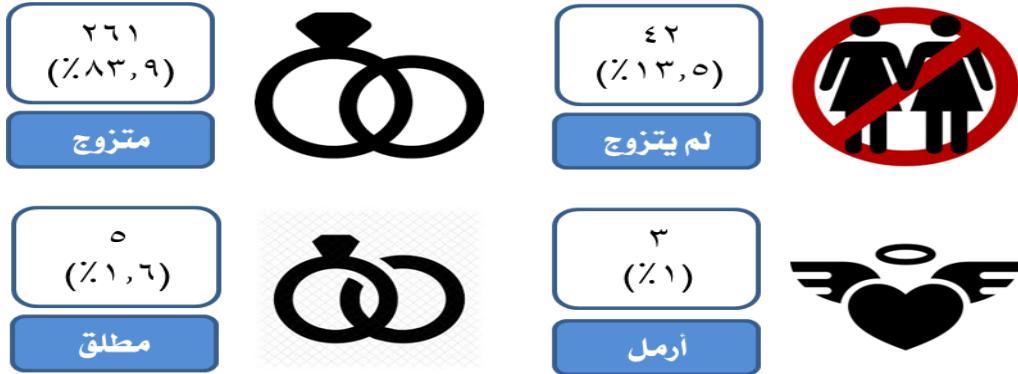 ٤٢
(٪١٣,٥)
لم يتزوج
٢٦١
(٪٨٣,٩)
متزوج
٣
(٪١)
أرمل
٥
(٪١,٦)
مطلق